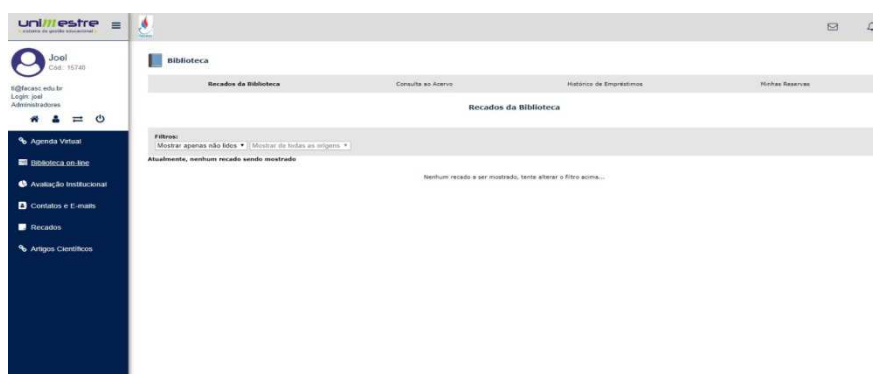 unimestre
sistema de gestão educacional
Joel
Cod.: 15740
ti@facasc.edu.br
Login: joel
Administradores
Agenda Virtual
Biblioteca on-line
Avaliação Institucional
Contatos e E-mails
Recados
Artigos Científicos
Biblioteca
Recados da Biblioteca Consulta ao Acervo Histórico de Empréstimos Minhas Reservas
Recados da Biblioteca
Filtros:
Mostrar apenas não lidos Mostrar de todas as origens
Atualmente, nenhum recado sendo mostrado
Nenhum recado a ser mostrado, tente alterar o filtro acima...